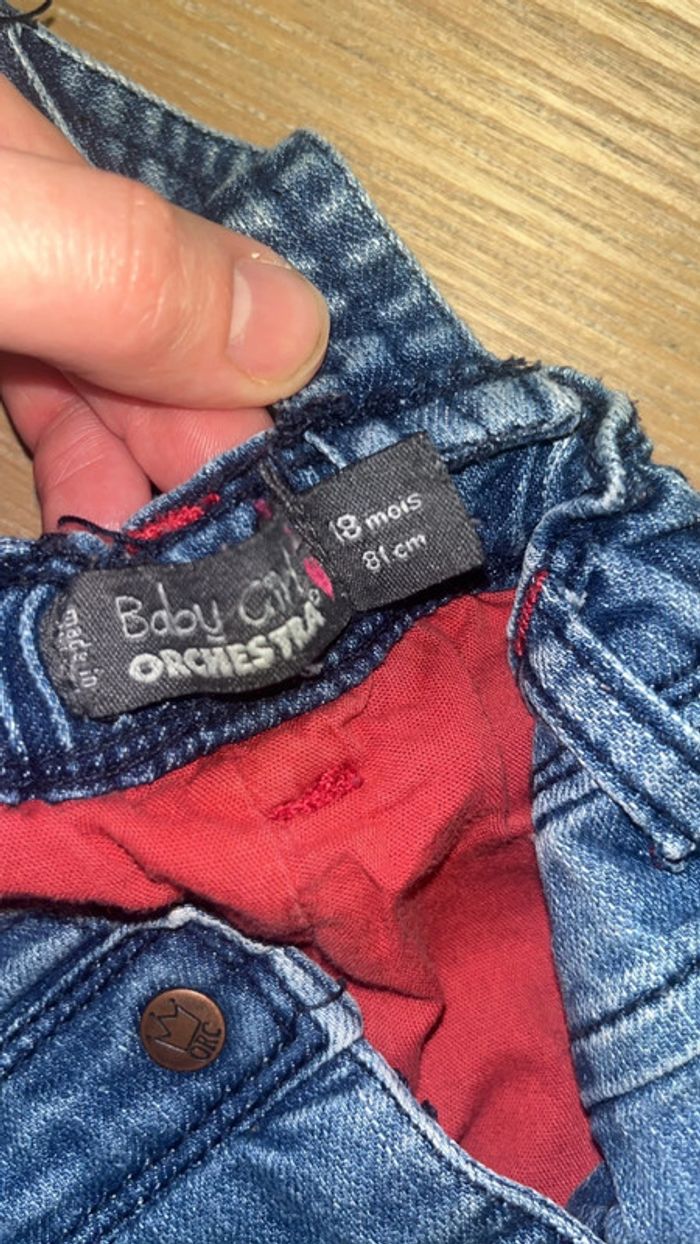 Baby Girl
ORCHESTRA
made in
18 mois
81 cm
ORC